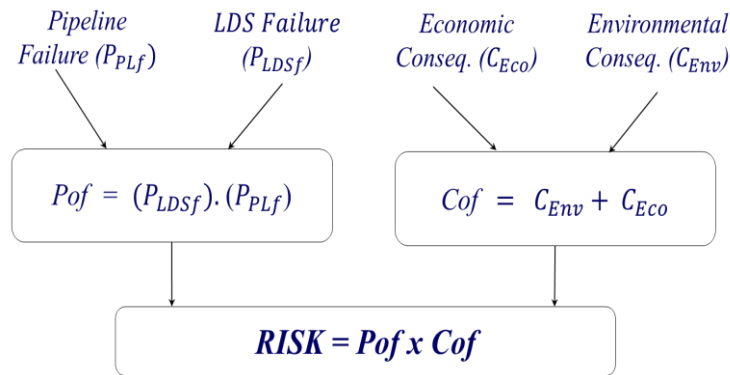 Pipeline
Failure (P_PLf)
LDS Failure
(P_LDSf)
Economic
Conseq. (C_Eco)
Environmental
Conseq. (C_Env)
Pof = (P_LDSf).(P_PLf)
Cof = C_Env + C_Eco
RISK = Pof x Cof